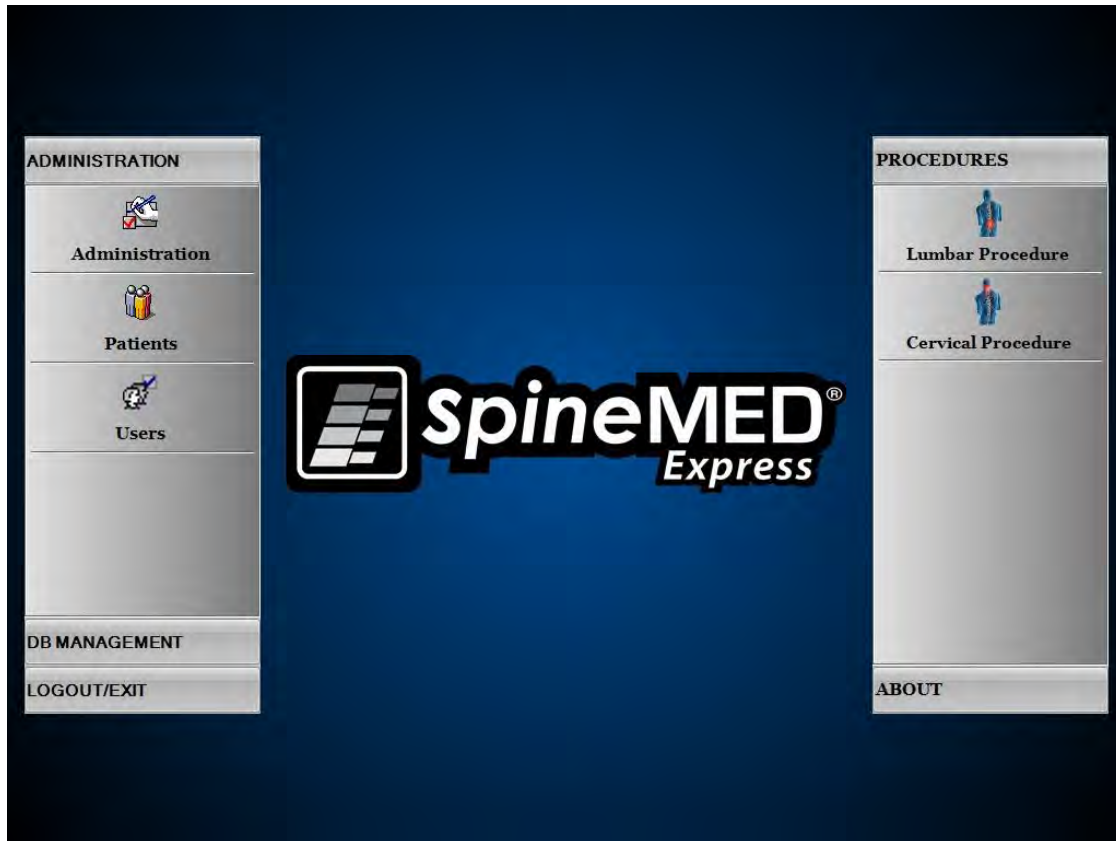 ADMINISTRATION
Administration
Patients
Users
DB MANAGEMENT
LOGOUT/EXIT
SpineMED®
Express
PROCEDURES
Lumbar Procedure
Cervical Procedure
ABOUT